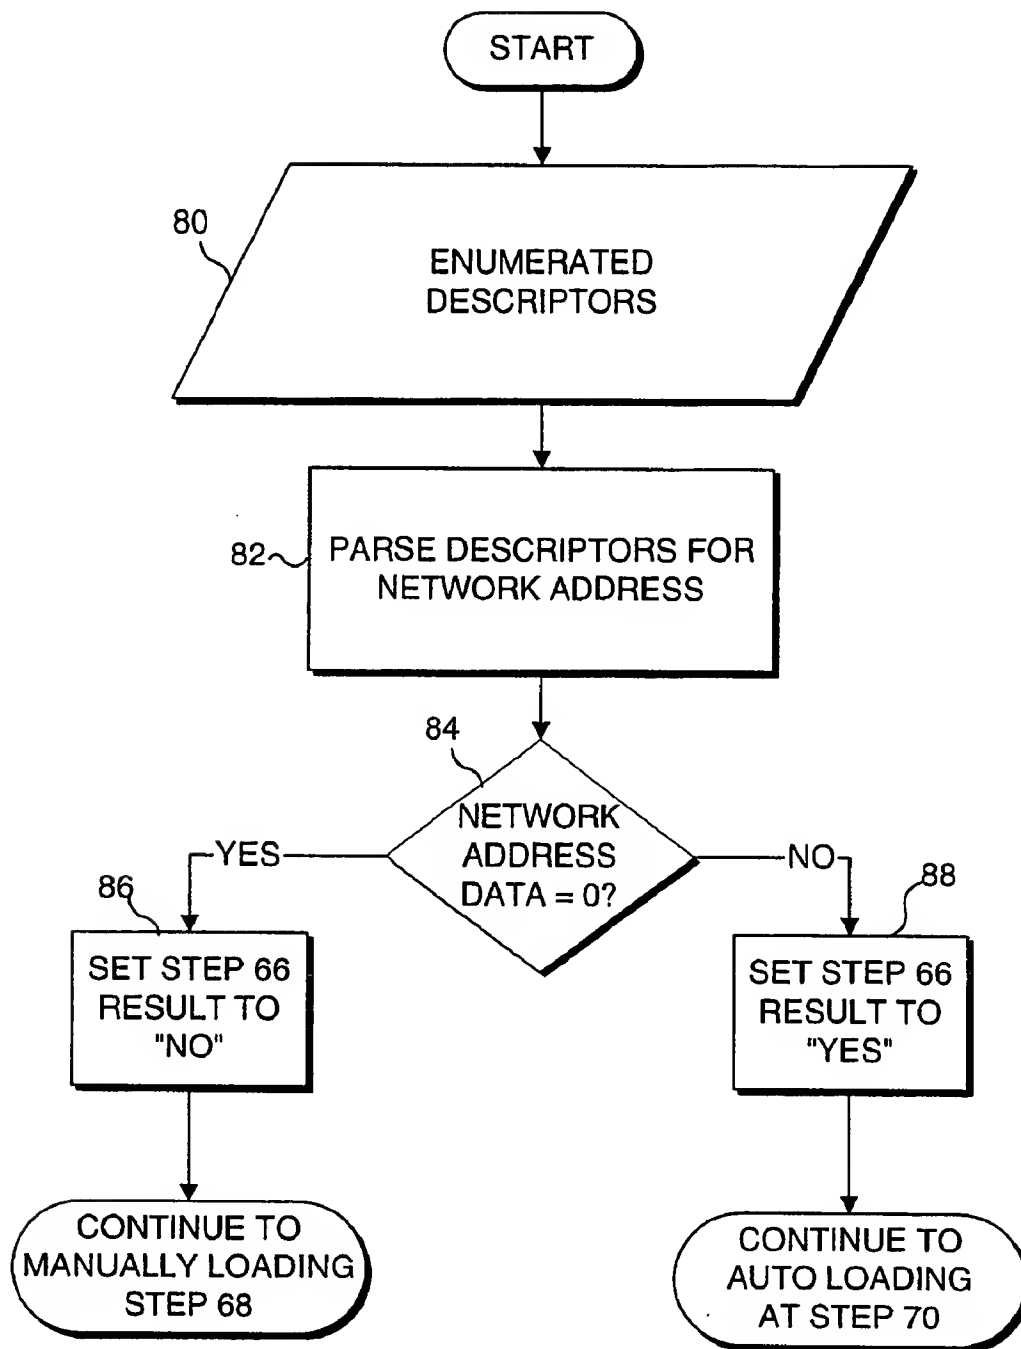 START
80
ENUMERATED
DESCRIPTORS
82
PARSE DESCRIPTORS FOR
NETWORK ADDRESS
84
NETWORK
ADDRESS
DATA = 0?
YES
NO
86
SET STEP 66
RESULT TO
"NO"
88
SET STEP 66
RESULT TO
"YES"
CONTINUE TO
MANUALLY LOADING
STEP 68
CONTINUE TO
AUTO LOADING
AT STEP 70